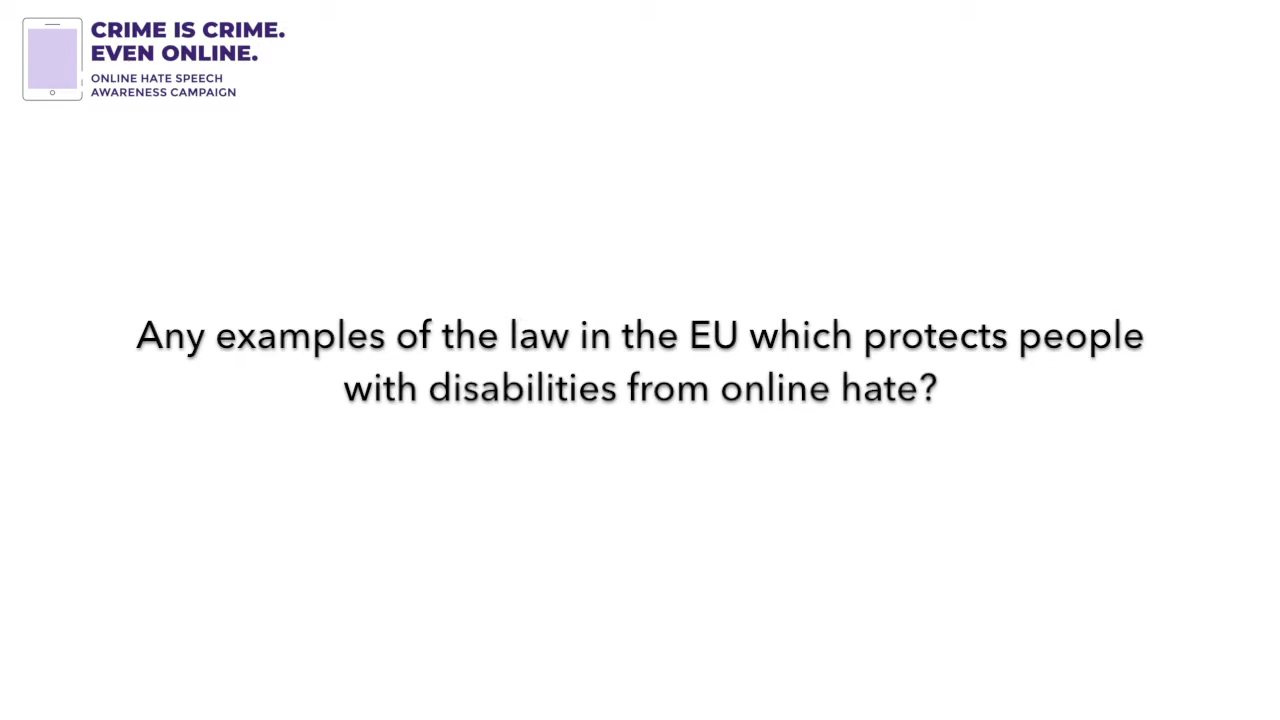 CRIME IS CRIME.
EVEN ONLINE.
ONLINE HATE SPEECH
AWARENESS CAMPAIGN
Any examples of the law in the EU which protects people
with disabilities from online hate?